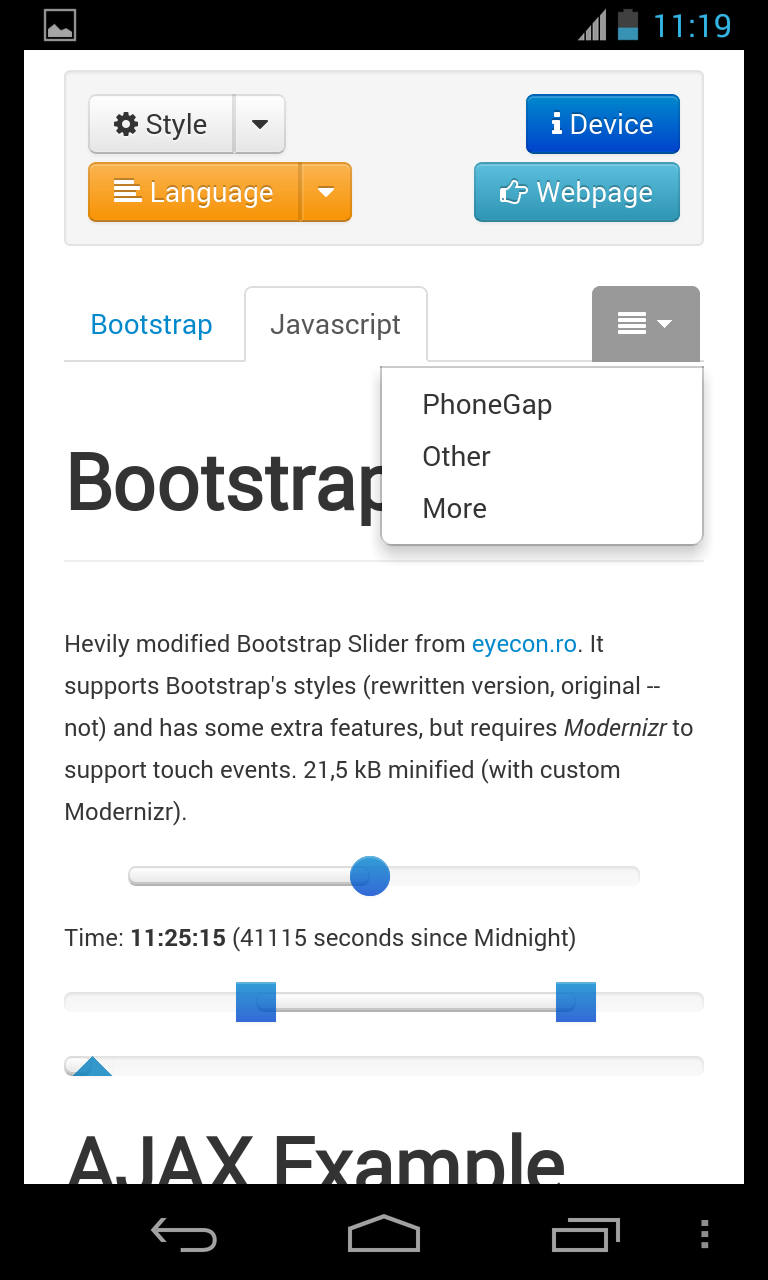 11:19
Style
Device
Language
Webpage
Bootstrap
Javascript
PhoneGap
Other
More
Bootstrap
Hevily modified Bootstrap Slider from eyecon.ro. It
supports Bootstrap's styles (rewritten version, original --
not) and has some extra features, but requires Modernizr to
support touch events. 21,5 kB minified (with custom
Modernizr).
Time: 11:25:15 (41115 seconds since Midnight)
AJAX Example